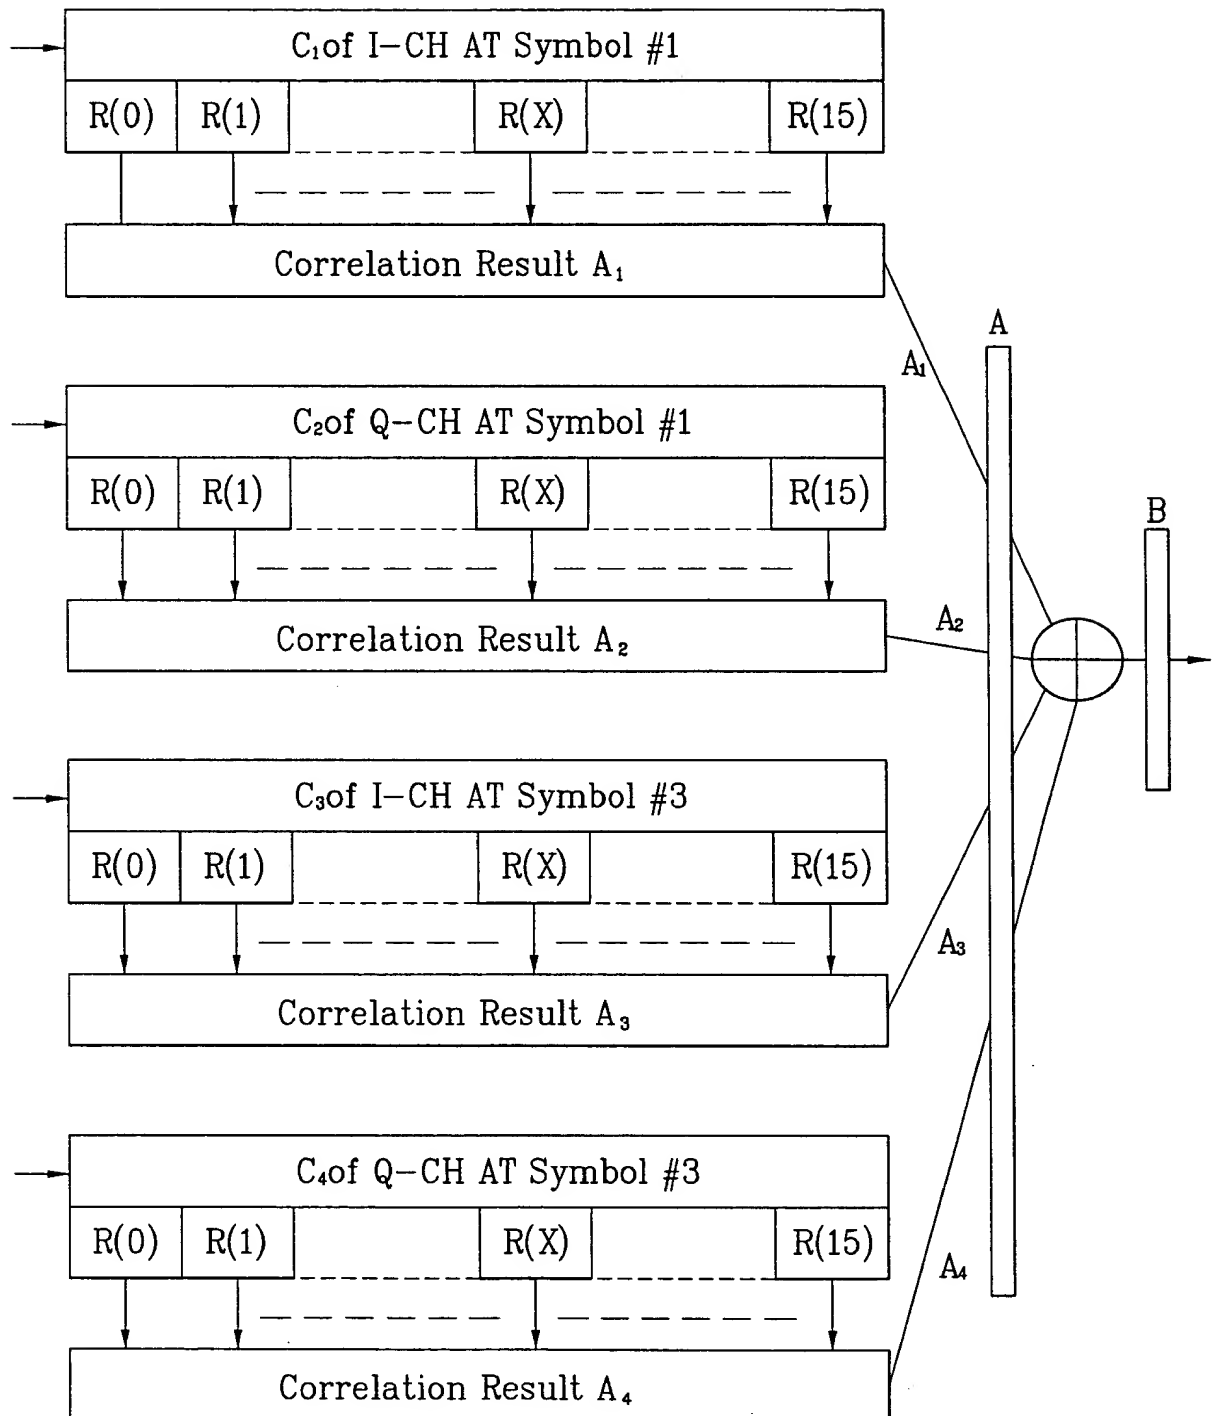 C₁of I-CH AT Symbol #1
R(0) R(1) R(X) R(15)
Correlation Result A₁
A
A₁
C₂of Q-CH AT Symbol #1
R(0) R(1) R(X) R(15)
B
Correlation Result A₂
A₂
C₃of I-CH AT Symbol #3
R(0) R(1) R(X) R(15)
A₃
Correlation Result A₃
C₄of Q-CH AT Symbol #3
R(0) R(1) R(X) R(15)
A₄
Correlation Result A₄